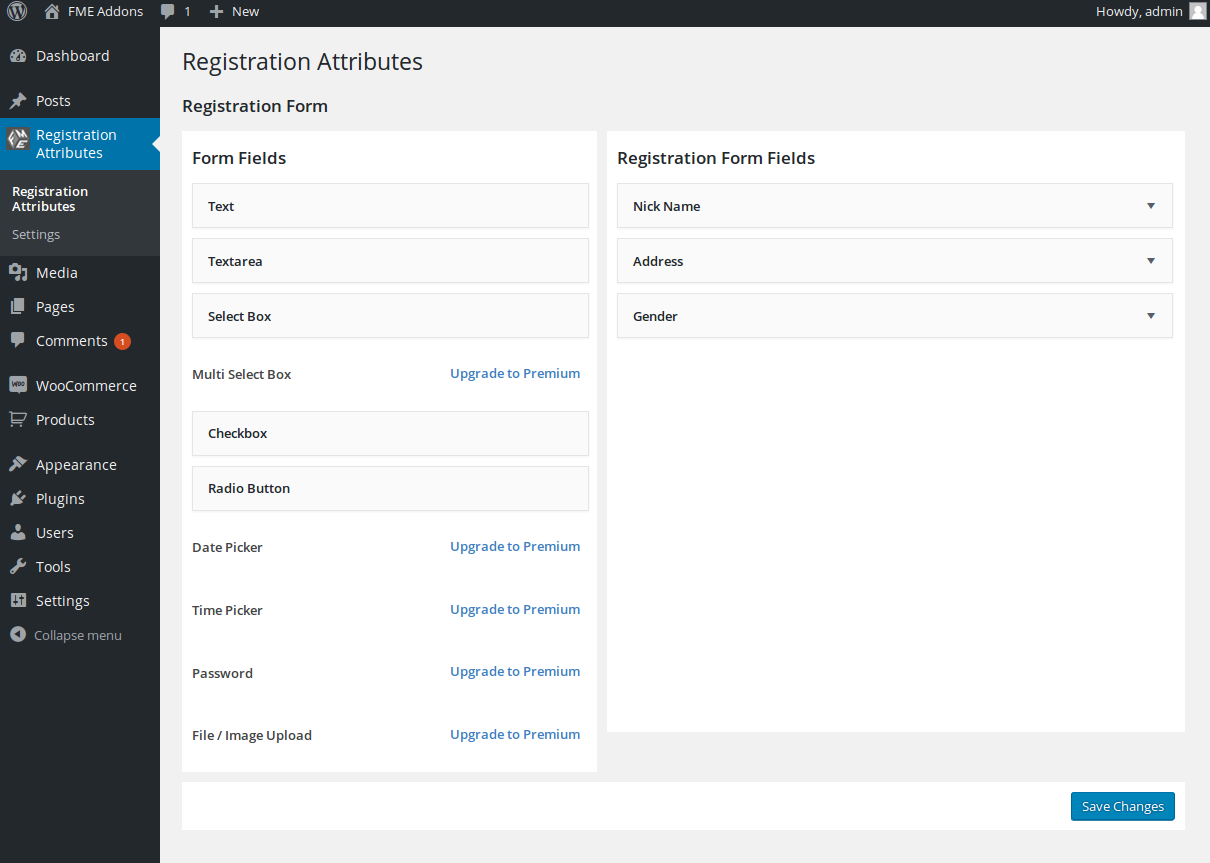 FME Addons 1 New Howdy, admin
Dashboard
Posts
Registration
Attributes
Registration
Attributes
Settings
Media
Pages
Comments 1
WooCommerce
Products
Appearance
Plugins
Users
Tools
Settings
Collapse menu
Registration Attributes
Registration Form
Form Fields
Text
Textarea
Select Box
Multi Select Box Upgrade to Premium
Checkbox
Radio Button
Date Picker Upgrade to Premium
Time Picker Upgrade to Premium
Password Upgrade to Premium
File / Image Upload Upgrade to Premium
Registration Form Fields
Nick Name
Address
Gender
Save Changes